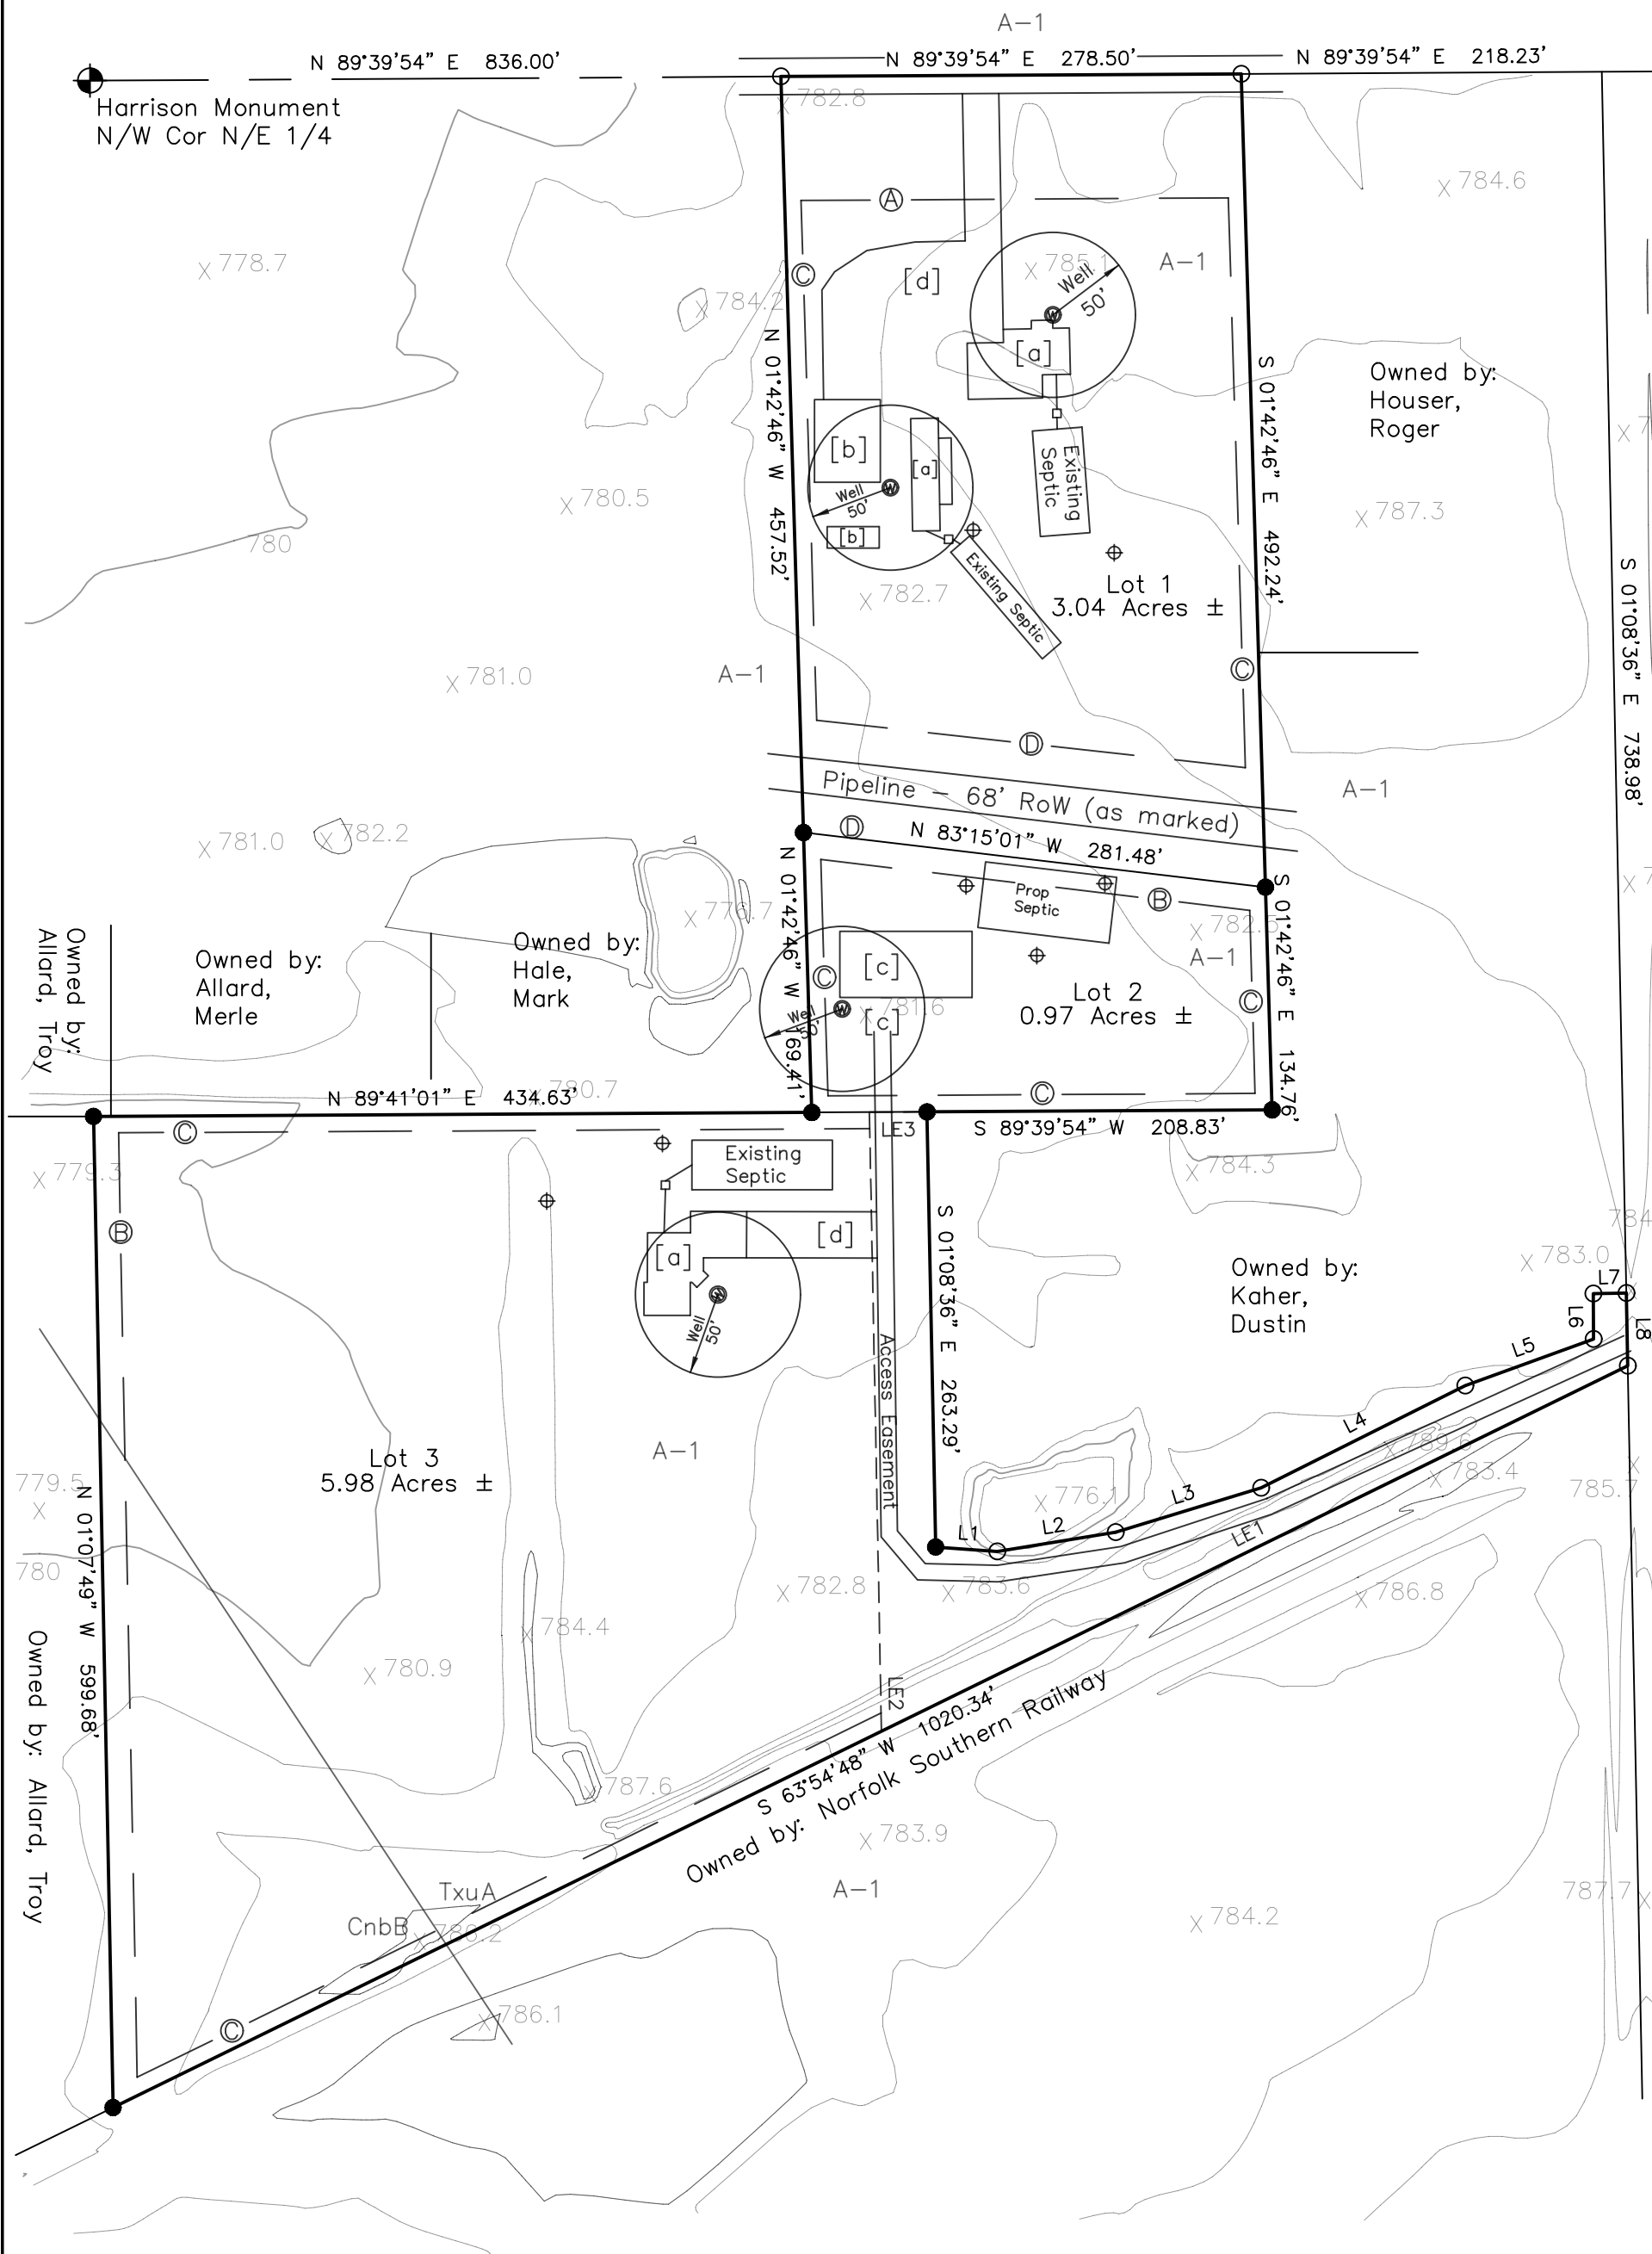 A-1
N 89°39'54" E 836.00'
N 89°39'54" E 278.50'
N 89°39'54" E 218.23'
Harrison Monument
N/W Cor N/E 1/4
X 782.8
X 784.6
A
X 778.7
C
[d]
X 785.1
A-1
Well
50'
W
X 784.2
[a]
N 01°42'46" W 457.52'
S 01°42'46" E 492.24'
Owned by:
Houser,
Roger
[b]
[a]
Existing
Septic
Well
50'
W
[b]
X 780.5
X 787.3
780
Existing Septic
X 782.7
Lot 1
3.04 Acres ±
S 01°08'36" E 738.98'
X 781.0
A-1
C
D
Pipeline - 68' RoW (as marked)
A-1
X 781.0
X 782.2
D
N 83°15'01" W 281.48'
N 01°42'46" W 169.41'
S 01°42'46" E 134.76'
Prop
Septic
B
X 776.7
A-1
Owned by:
Allard, Troy
Owned by:
Allard,
Merle
Owned by:
Hale,
Mark
C
[c]
Lot 2
0.97 Acres ±
C
Well
50'
W
[c]
X 781.6
X 780.7
N 89°41'01" E 434.63'
C
C
LE3
S 89°39'54" W 208.83'
X 779.3
Existing
Septic
X 784.3
B
[a]
[d]
W
Well
50'
S 01°08'36" E 263.29'
Owned by:
Kaher,
Dustin
X 783.0
L7
L6
L8
L5
L4
Access Easement
Lot 3
5.98 Acres ±
A-1
X 789.6
X 783.4
779.5
X
785.7
X 776.1
L3
L2
L1
LE1
N 01°07'49" W 599.68'
780
X 782.8
X 783.6
X 786.8
X 784.4
X 780.9
LE2
S 63°54'48" W 1020.34'
Owned by: Norfolk Southern Railway
Owned by: Allard, Troy
X 787.6
X 783.9
A-1
TxuA
CnbB
X 786.2
787.7
X 784.2
X 786.1
C